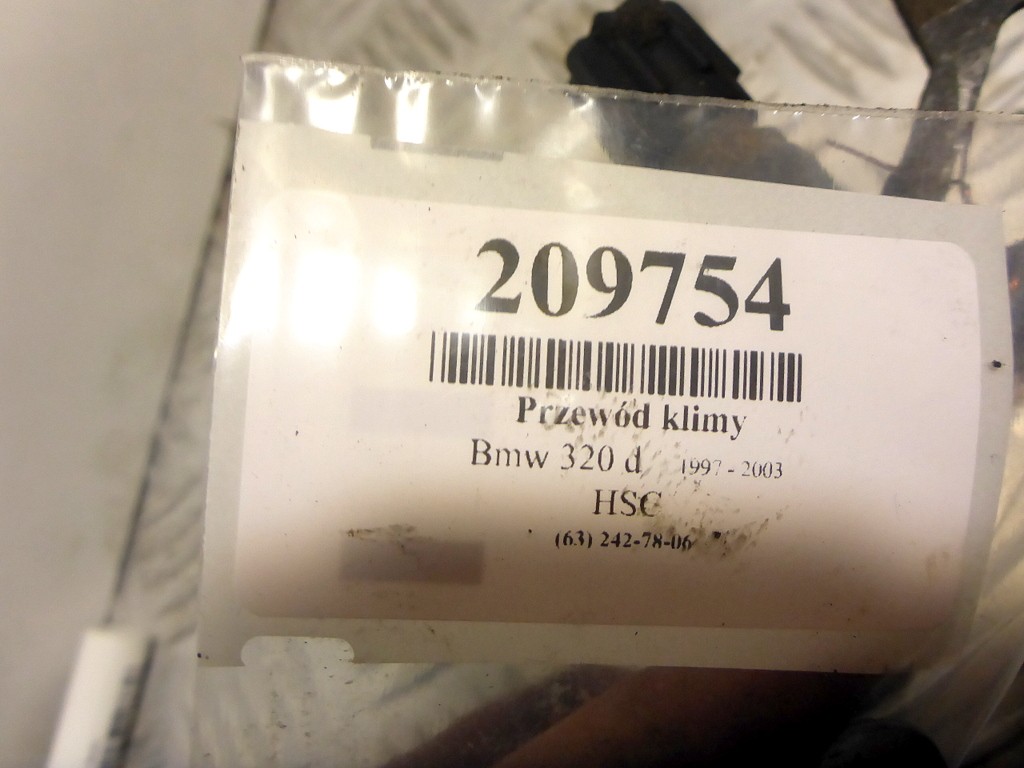 209754
Przewód klimy
Bmw 320 d 1997 - 2003
HSC
(63) 242-78-06